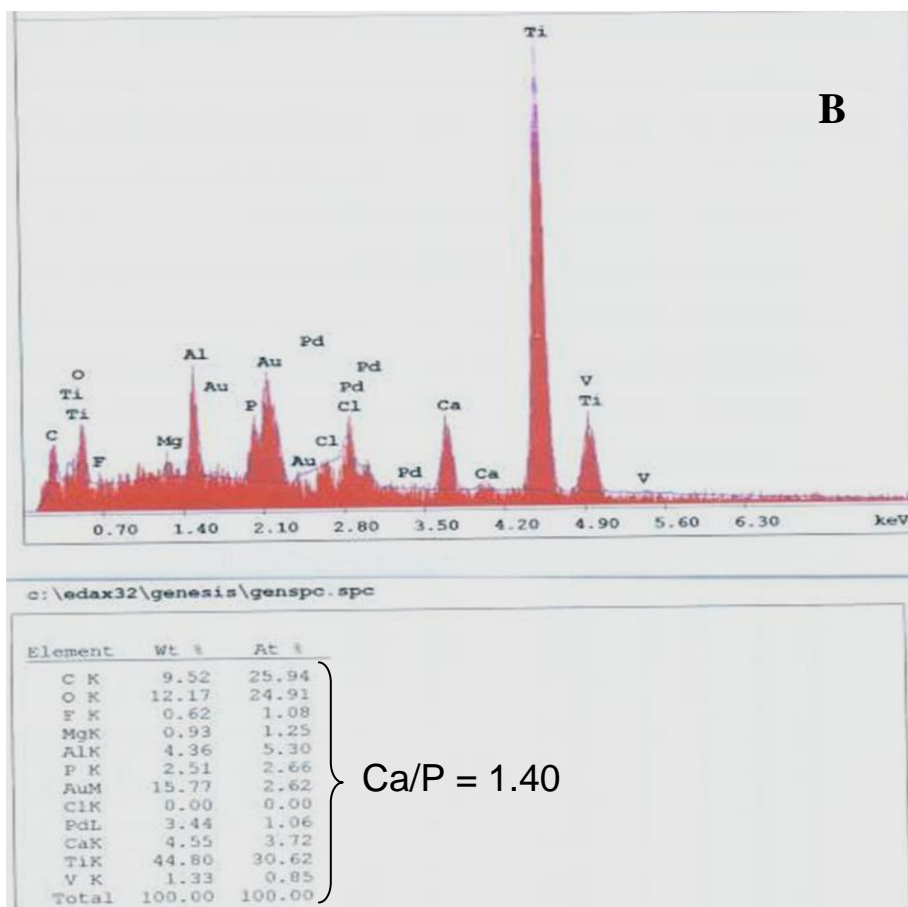 Ti
B
Pd
Al
Au
Pd
O
Au
Pd
V
Ti
P
Cl
Ca
Ti
Ti
C
Mg
Cl
F
Au
Pd
Ca
V
0.70 1.40 2.10 2.80 3.50 4.20 4.90 5.60 6.30 keV
c:\edax32\genesis\genspc.spc
Element Wt % At %
C K 9.52 25.94
O K 12.17 24.91
F K 0.62 1.08
MgK 0.93 1.25
AlK 4.36 5.30
P K 2.51 2.66
AuM 15.77 2.62
ClK 0.00 0.00
PdL 3.44 1.06
CaK 4.55 3.72
TiK 44.80 30.62
V K 1.33 0.85
Total 100.00 100.00
Ca/P = 1.40